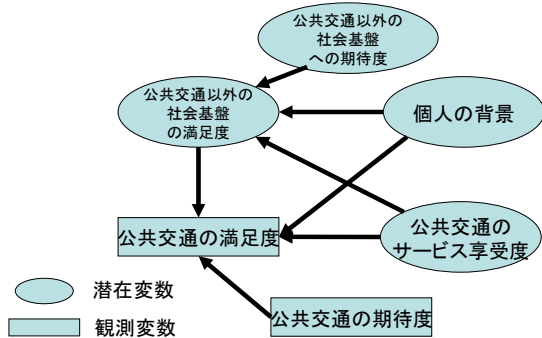 公共交通以外の
社会基盤
への期待度
公共交通以外の
社会基盤
の満足度
個人の背景
公共交通の満足度
公共交通の
サービス享受度
潜在変数
観測変数
公共交通の期待度